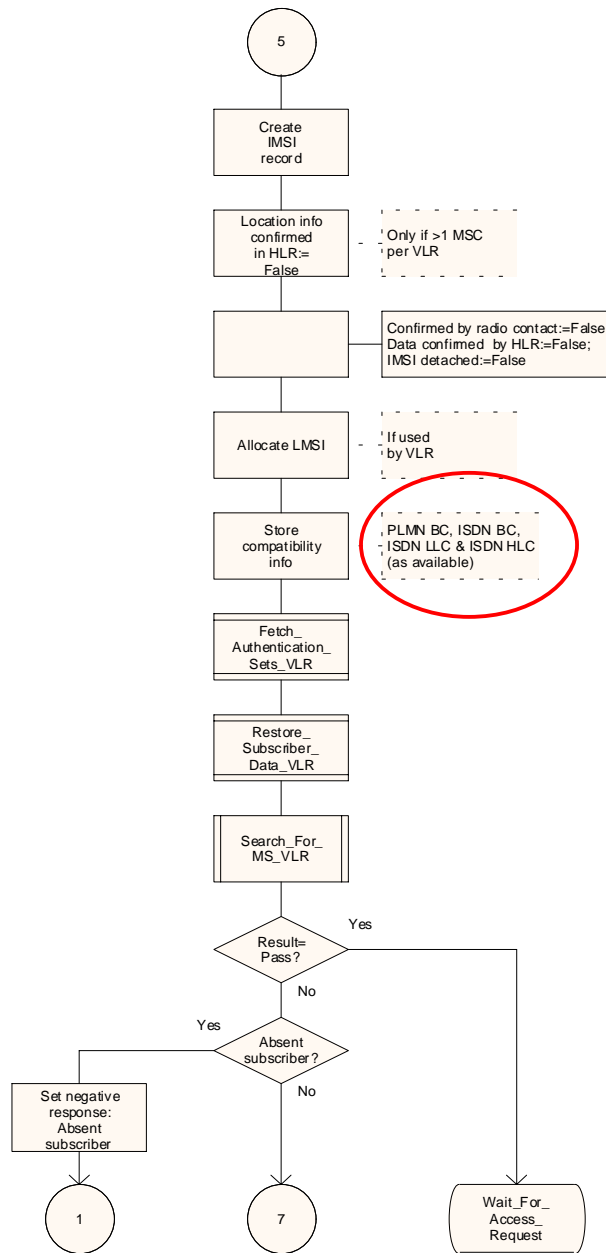 5
Create
IMSI
record
Location info
confirmed
in HLR:=
False
Only if >1 MSC
per VLR
Confirmed by radio contact:=False
Data confirmed by HLR:=False;
IMSI detached:=False
Allocate LMSI
If used
by VLR
Store
compatibility
info
PLMN BC, ISDN BC,
ISDN LLC & ISDN HLC
(as available)
Fetch_
Authentication_
Sets_VLR
Restore_
Subscriber_
Data_VLR
Search_For_
MS_VLR
Result=
Pass?
Yes
No
Absent
subscriber?
Yes
No
Set negative
response:
Absent
subscriber
1
7
Wait_For_
Access_
Request